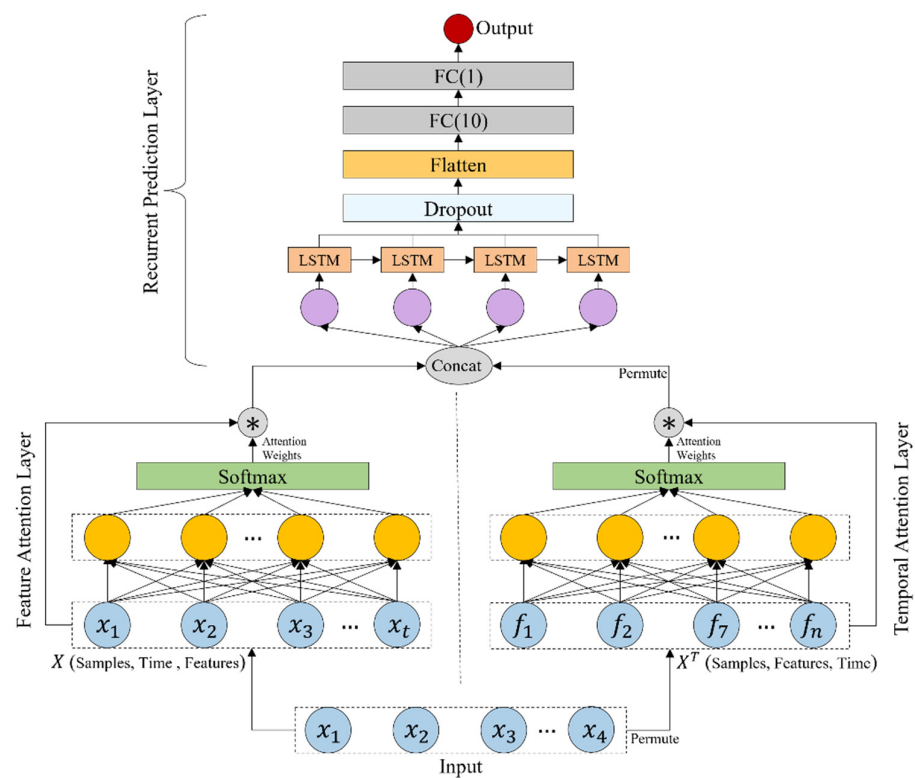 Output
FC(1)
FC(10)
Flatten
Dropout
Recurrent Prediction Layer
LSTM LSTM LSTM LSTM
Concat
Permute
* *
Attention
Weights
Attention
Weights
Softmax Softmax
... ...
Feature Attention Layer
Temporal Attention Layer
x₁ x₂ x₃ ... xₜ
f₁ f₂ f₇ ... fₙ
X (Samples, Time , Features)
Xᵀ (Samples, Features, Time)
x₁ x₂ x₃ ... x₄
Permute
Input